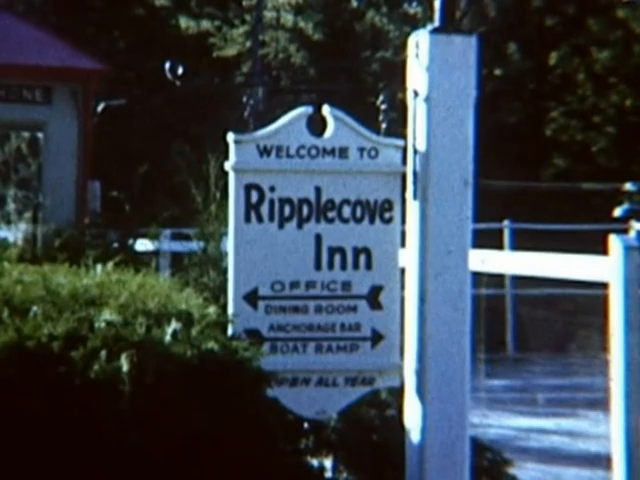 WELCOME TO
Ripplecove
Inn
OFFICE
DINING ROOM
ANCHORAGE BAR
BOAT RAMP
OPEN ALL YEAR